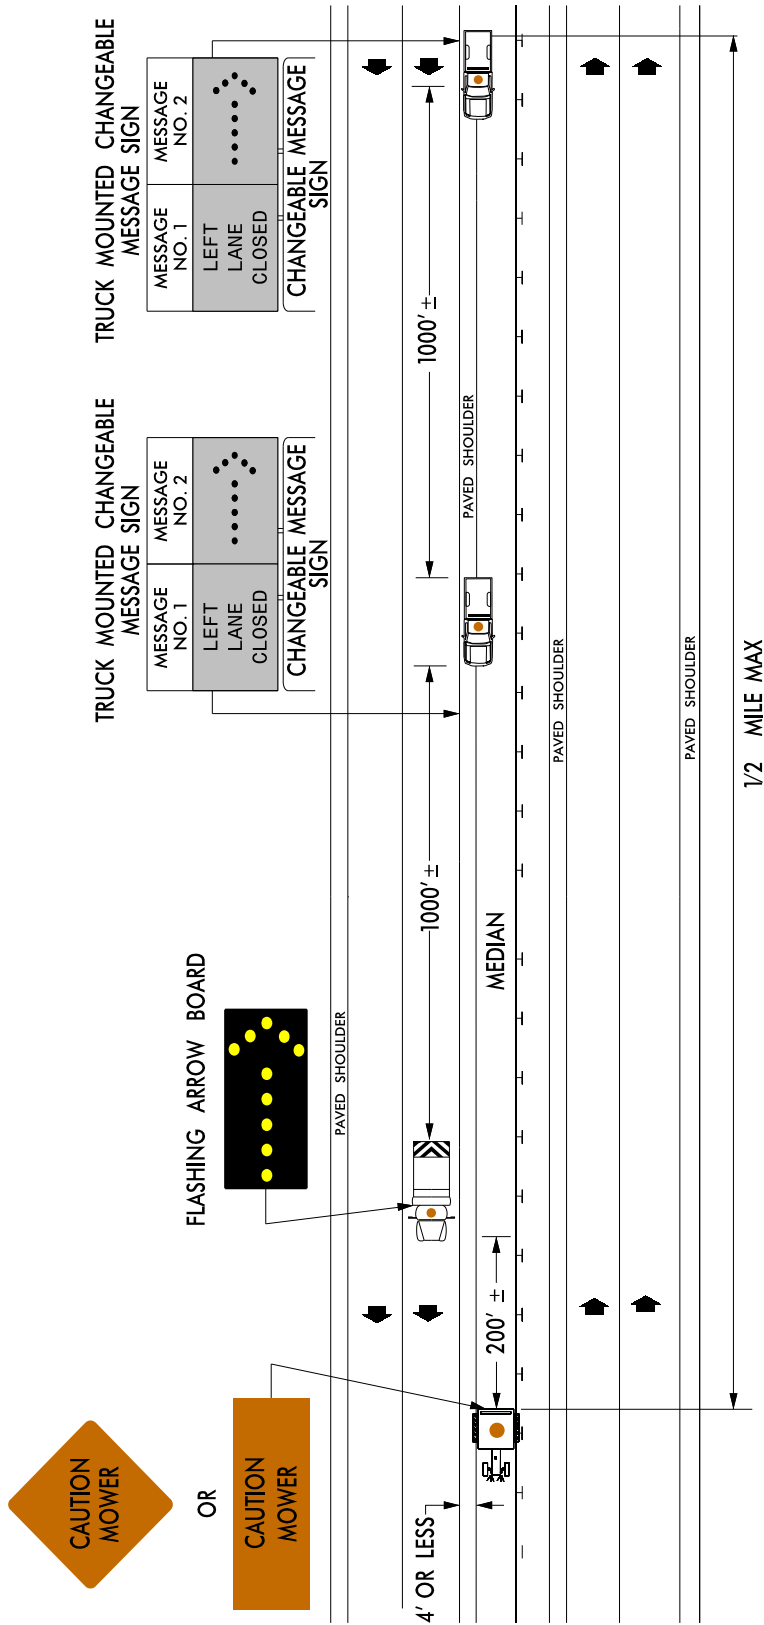 TRUCK MOUNTED CHANGEABLE
MESSAGE SIGN
MESSAGE
NO. 1
MESSAGE
NO. 2
LEFT
LANE
CLOSED
CHANGEABLE MESSAGE
SIGN
TRUCK MOUNTED CHANGEABLE
MESSAGE SIGN
MESSAGE
NO. 1
MESSAGE
NO. 2
LEFT
LANE
CLOSED
CHANGEABLE MESSAGE
SIGN
FLASHING ARROW BOARD
CAUTION
MOWER
OR
CAUTION
MOWER
PAVED SHOULDER
4' OR LESS
200' ±
1000' ±
1000' ±
MEDIAN
PAVED SHOULDER
PAVED SHOULDER
PAVED SHOULDER
1/2 MILE MAX